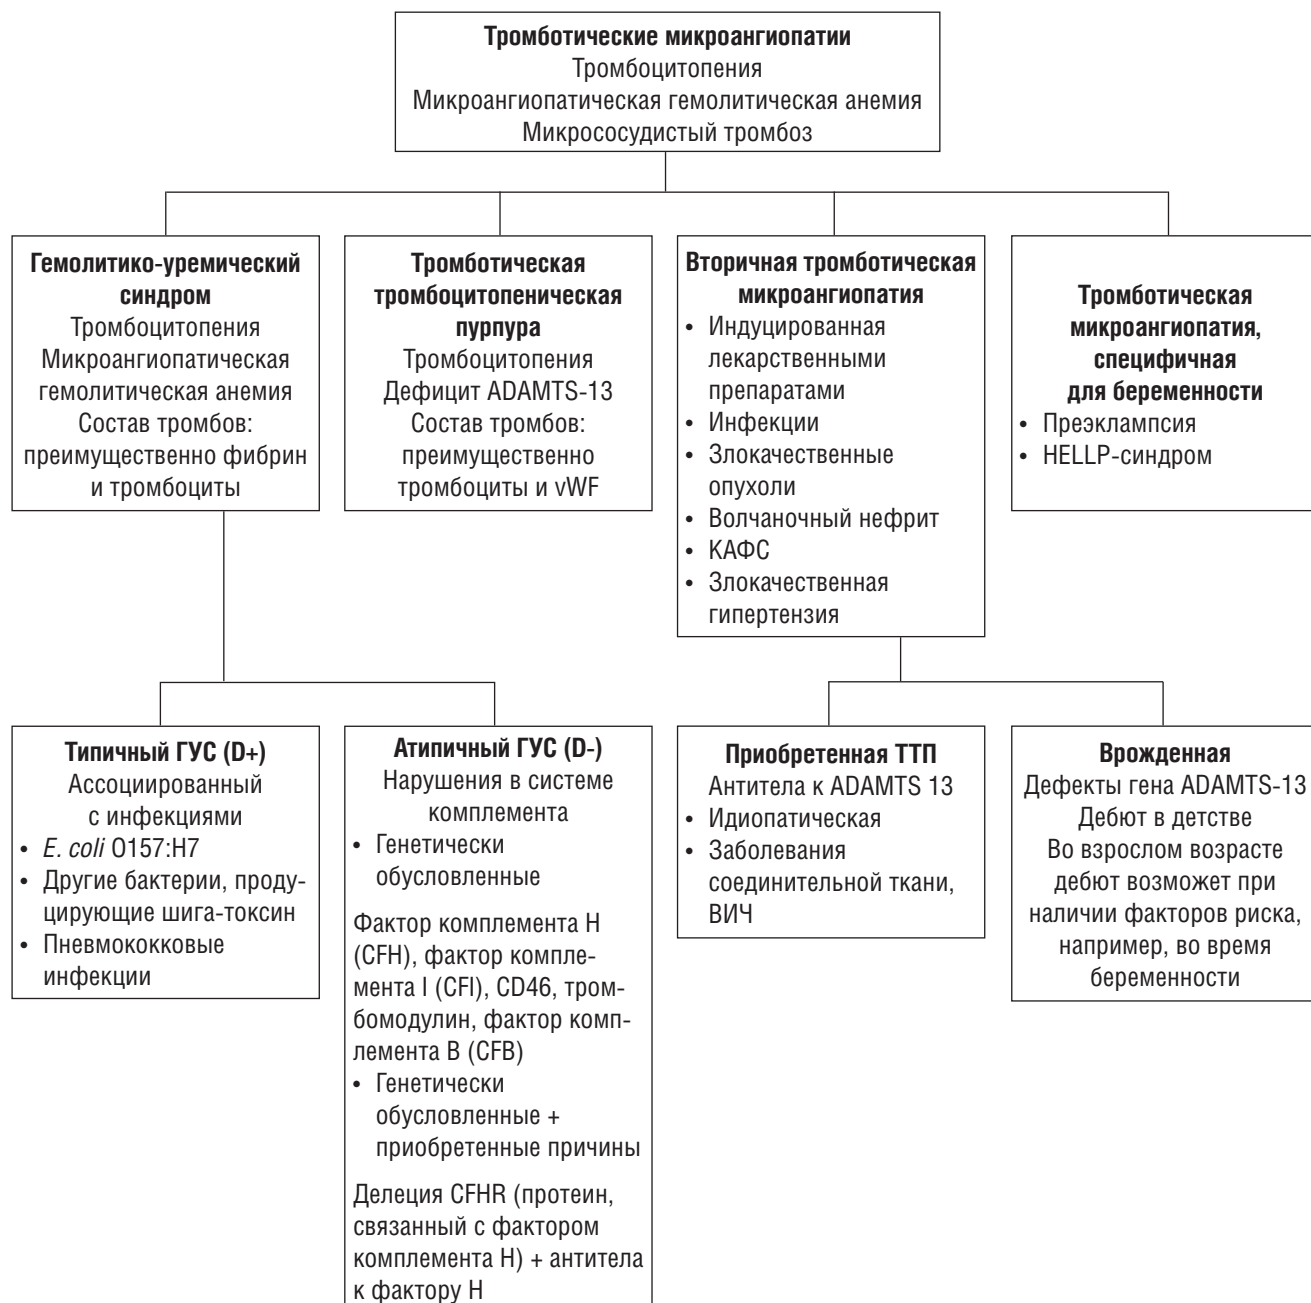 Тромботические микроангиопатии
Тромбоцитопения
Микроангиопатическая гемолитическая анемия
Микрососудистый тромбоз
Гемолитико-уремический
синдром
Тромбоцитопения
Микроангиопатическая
гемолитическая анемия
Состав тромбов:
преимущественно фибрин
и тромбоциты
Тромботическая
тромбоцитопеническая
пурпура
Тромбоцитопения
Дефицит ADAMTS-13
Состав тромбов:
преимущественно
тромбоциты и vWF
Вторичная тромботическая
микроангиопатия
• Индуцированная
лекарственными
препаратами
• Инфекции
• Злокачественные
опухоли
• Волчаночный нефрит
• КАФС
• Злокачественная
гипертензия
Тромботическая
микроангиопатия,
специфичная
для беременности
• Преэклампсия
• HELLP-синдром
Типичный ГУС (D+)
Ассоциированный
с инфекциями
• E. coli O157:H7
• Другие бактерии, проду-
цирующие шига-токсин
• Пневмококковые
инфекции
Атипичный ГУС (D-)
Нарушения в системе
комплемента
• Генетически
обусловленные
Фактор комплемента H
(CFH), фактор компле-
мента I (CFI), CD46, тром-
бомодулин, фактор комп-
лемента B (CFB)
• Генетически
обусловленные +
приобретенные причины
Делеция CFHR (протеин,
связанный с фактором
комплемента H) + антитела
к фактору H
Приобретенная ТТП
Антитела к ADAMTS 13
• Идиопатическая
• Заболевания
соединительной ткани,
ВИЧ
Врожденная
Дефекты гена ADAMTS-13
Дебют в детстве
Во взрослом возрасте
дебют возможет при
наличии факторов риска,
например, во время
беременности